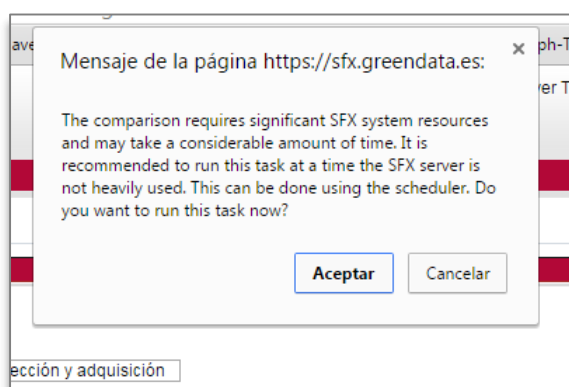 Mensaje de la página https://sfx.greendata.es:
×
The comparison requires significant SFX system resources
and may take a considerable amount of time. It is
recommended to run this task at a time the SFX server is
not heavily used. This can be done using the scheduler. Do
you want to run this task now?
Aceptar Cancelar
ección y adquisición